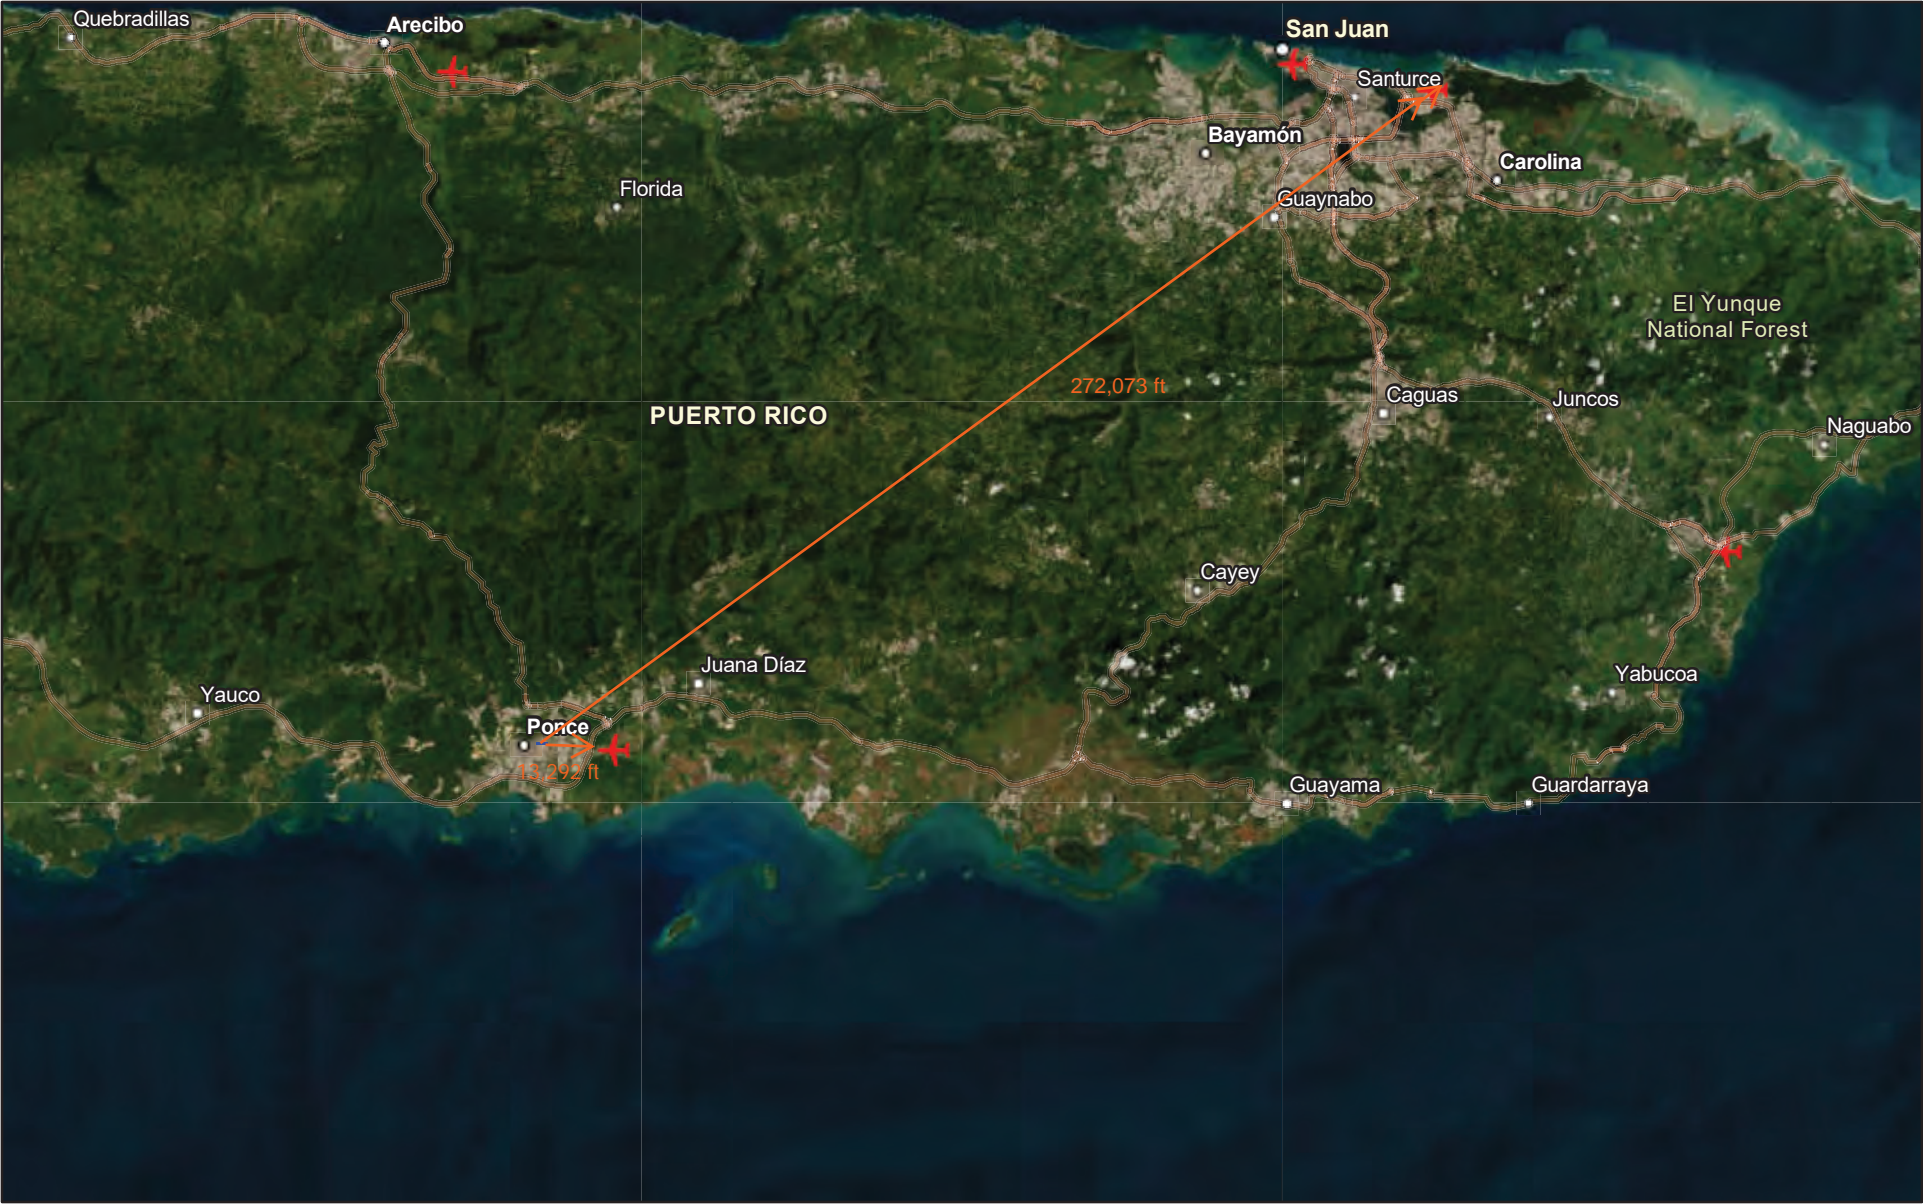 Quebradillas
Arecibo
San Juan
Santurce
Bayamón
Carolina
Florida
Guaynabo
El Yunque
National Forest
272,073 ft
PUERTO RICO
Caguas
Juncos
Naguabo
Cayey
Juana Díaz
Yabucoa
Yauco
Ponce
13,292 ft
Guayama
Guardarraya